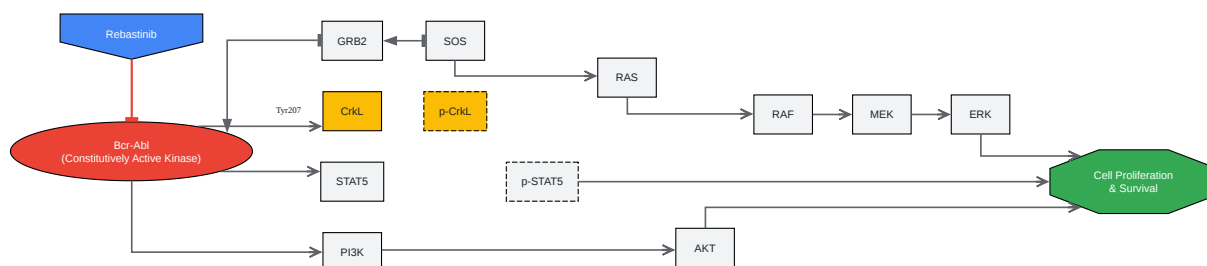 Rebastinib
GRB2
SOS
RAS
Tyr207
CrkL
p-CrkL
RAF
MEK
ERK
Bcr-Abl
(Constitutively Active Kinase)
STAT5
p-STAT5
Cell Proliferation
& Survival
PI3K
AKT